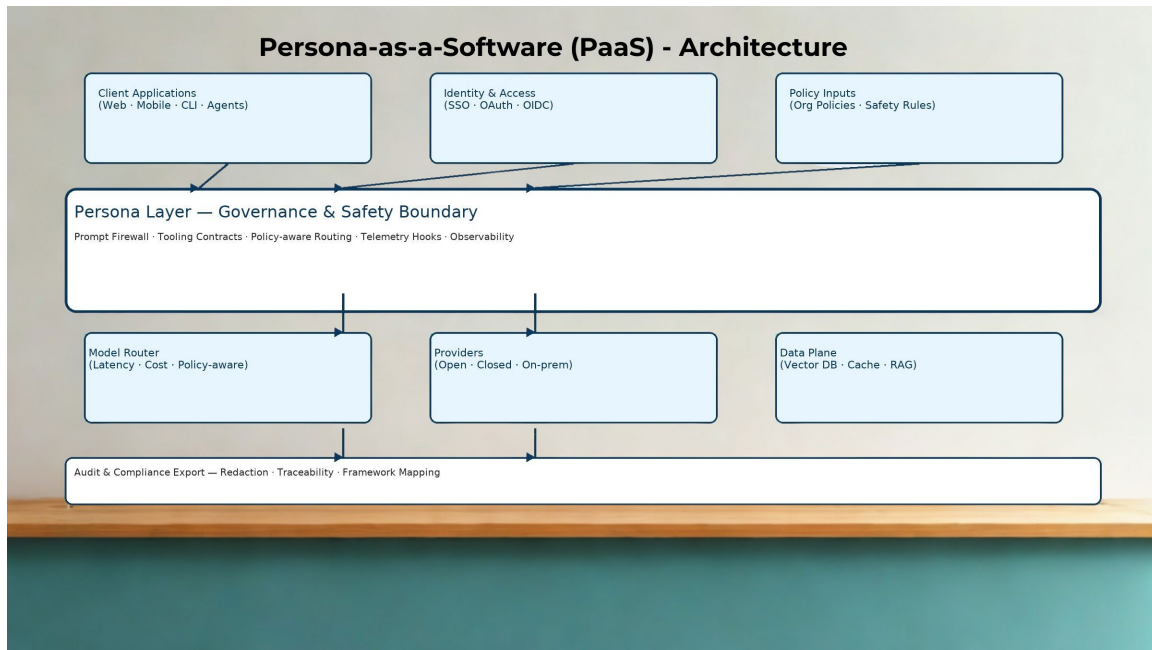 Persona-as-a-Software (PaaS) - Architecture
Client Applications
(Web · Mobile · CLI · Agents)
Identity & Access
(SSO · OAuth · OIDC)
Policy Inputs
(Org Policies · Safety Rules)
Persona Layer — Governance & Safety Boundary
Prompt Firewall · Tooling Contracts · Policy-aware Routing · Telemetry Hooks · Observability
Model Router
(Latency · Cost · Policy-aware)
Providers
(Open · Closed · On-prem)
Data Plane
(Vector DB · Cache · RAG)
Audit & Compliance Export — Redaction · Traceability · Framework Mapping